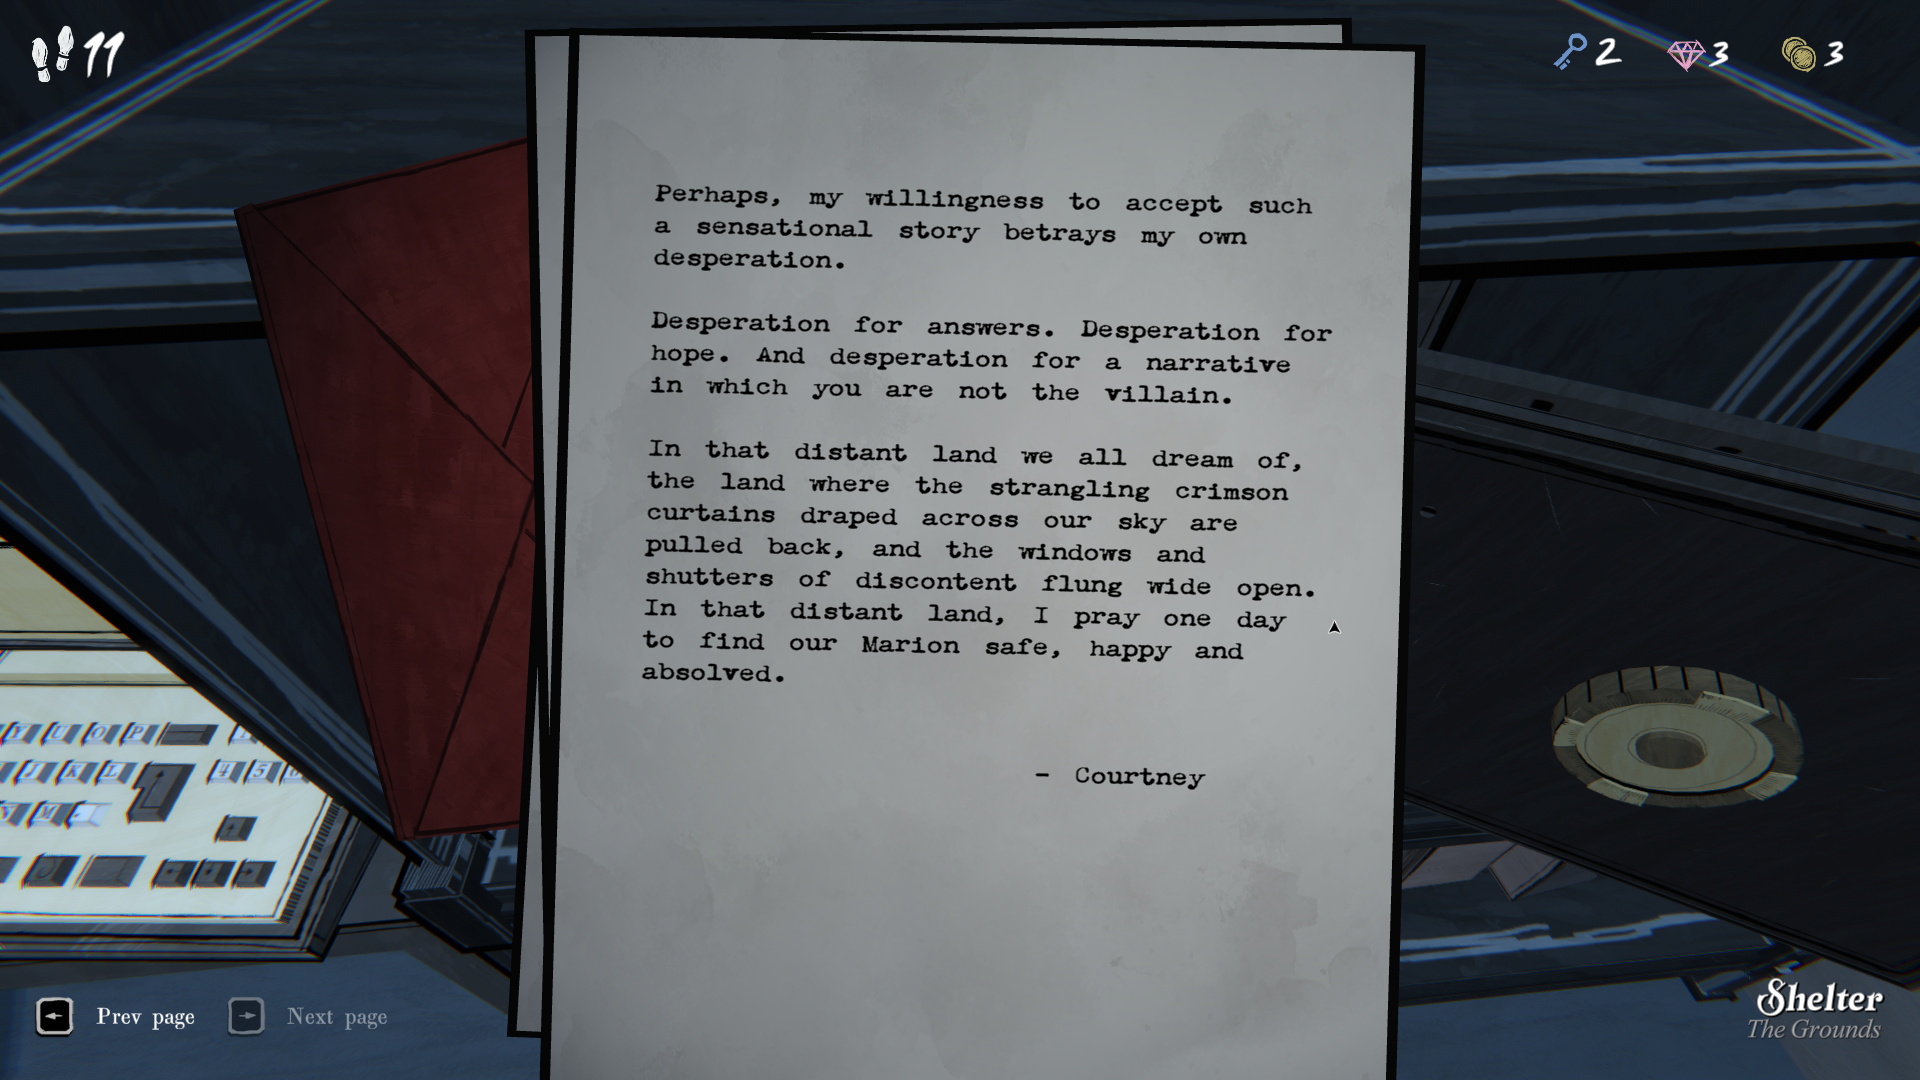 11
2
3
3
Perhaps, my willingness to accept such
a sensational story betrays my own
desperation.
Desperation for answers. Desperation for
hope. And desperation for a narrative
in which you are not the villain.
In that distant land we all dream of,
the land where the strangling crimson
curtains draped across our sky are
pulled back, and the windows and
shutters of discontent flung wide open.
In that distant land, I pray one day
to find our Marion safe, happy and
absolved.
- Courtney
Y U O P
J K L 4 5 6
M
Prev page Next page
Shelter
The Grounds